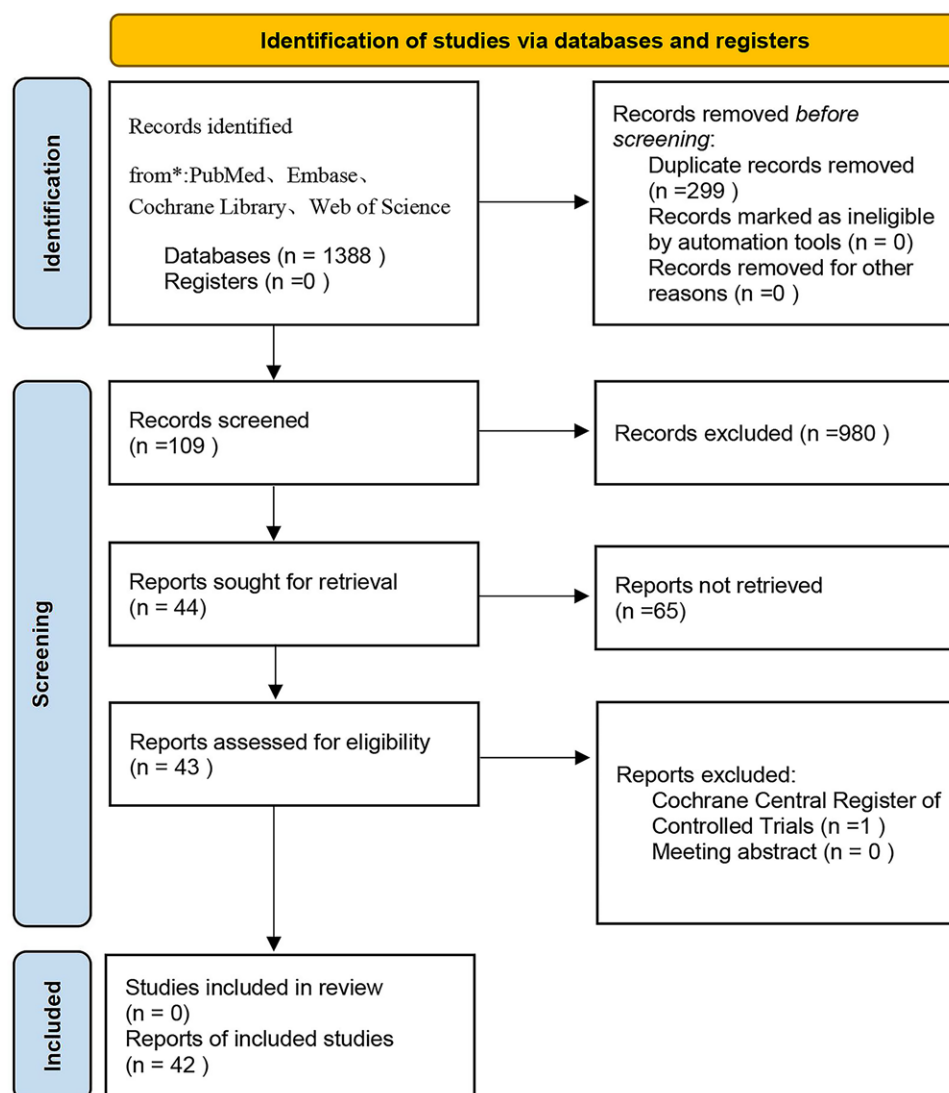 Identification of studies via databases and registers
Identification
Records identified
from*:PubMed、Embase、
Cochrane Library、Web of Science
Databases (n = 1388 )
Registers (n =0 )
Records removed before
screening:
Duplicate records removed
(n =299 )
Records marked as ineligible
by automation tools (n = 0)
Records removed for other
reasons (n =0 )
Screening
Records screened
(n =109 )
Records excluded (n =980 )
Reports sought for retrieval
(n = 44)
Reports not retrieved
(n =65)
Reports assessed for eligibility
(n = 43 )
Reports excluded:
Cochrane Central Register of
Controlled Trials (n =1 )
Meeting abstract (n = 0 )
Included
Studies included in review
(n = 0)
Reports of included studies
(n = 42 )